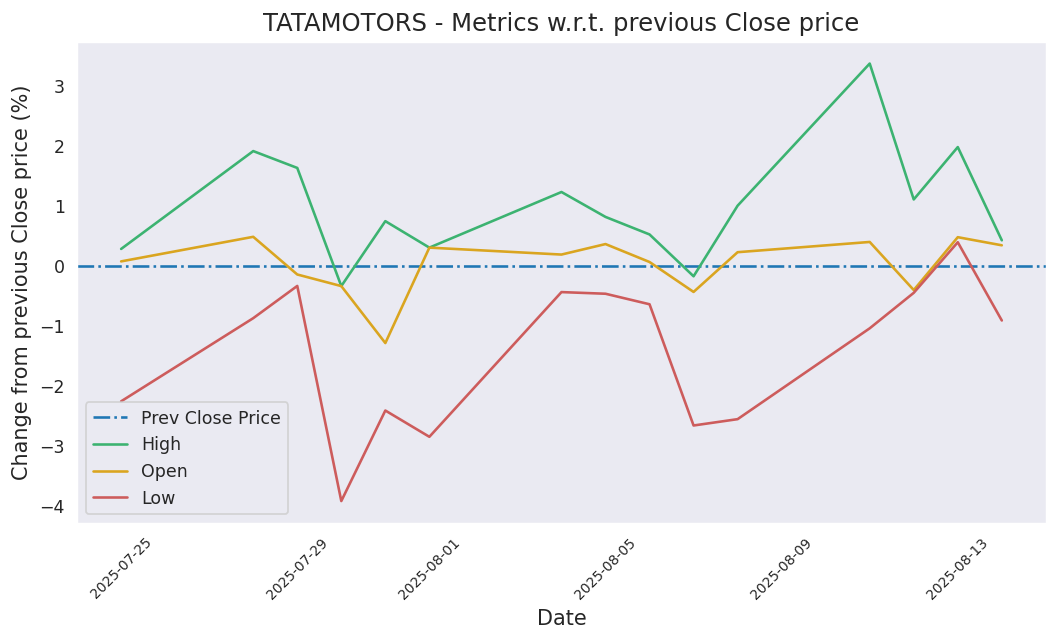 TATAMOTORS - Metrics w.r.t. previous Close price
Change from previous Close price (%)
3
2
1
0
−1
−2
−3
−4
Prev Close Price
High
Open
Low
2025-07-25
2025-07-29
2025-08-01
2025-08-05
2025-08-09
2025-08-13
Date